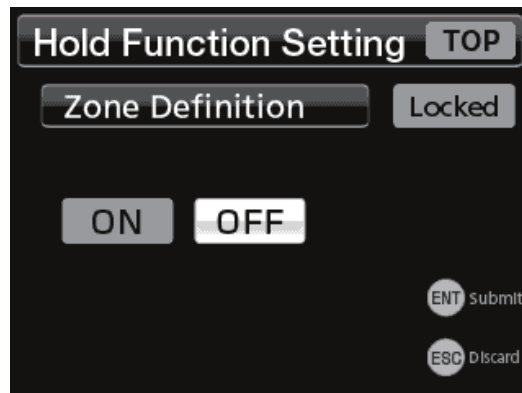 Hold Function Setting TOP
Zone Definition Locked
ON OFF
ENT Submit
ESC Discard